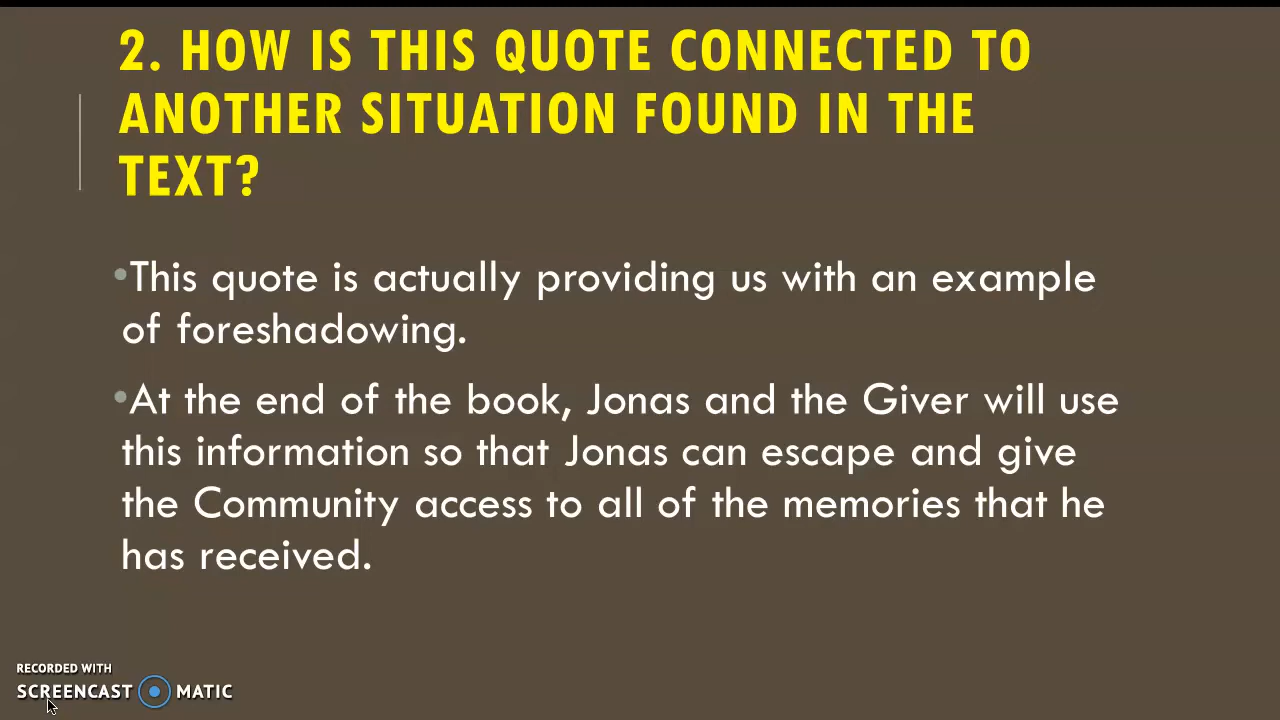 2. HOW IS THIS QUOTE CONNECTED TO
ANOTHER SITUATION FOUND IN THE
TEXT?
•This quote is actually providing us with an example
of foreshadowing.
•At the end of the book, Jonas and the Giver will use
this information so that Jonas can escape and give
the Community access to all of the memories that he
has received.
RECORDED WITH
SCREENCAST MATIC